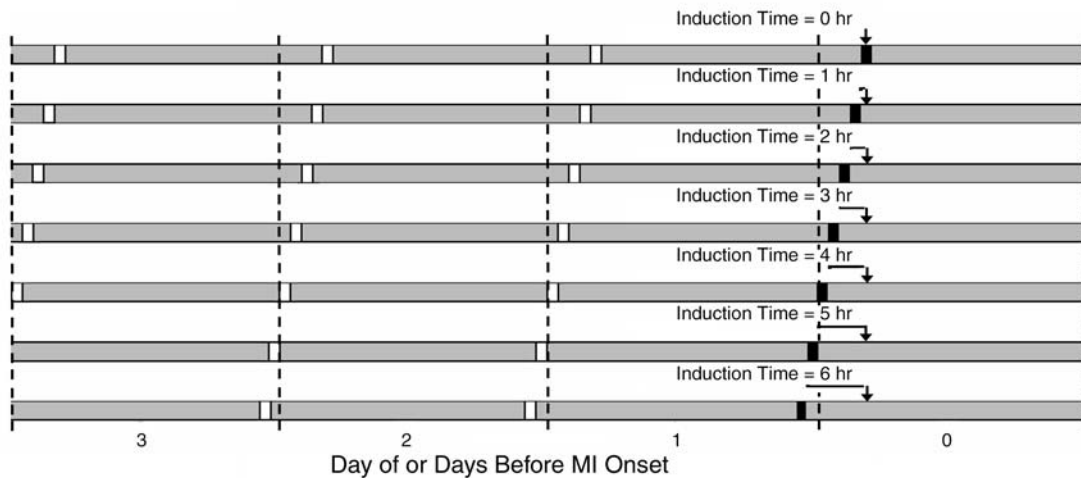 Induction Time = 0 hr
Induction Time = 1 hr
Induction Time = 2 hr
Induction Time = 3 hr
Induction Time = 4 hr
Induction Time = 5 hr
Induction Time = 6 hr
3 2 1 0
Day of or Days Before MI Onset